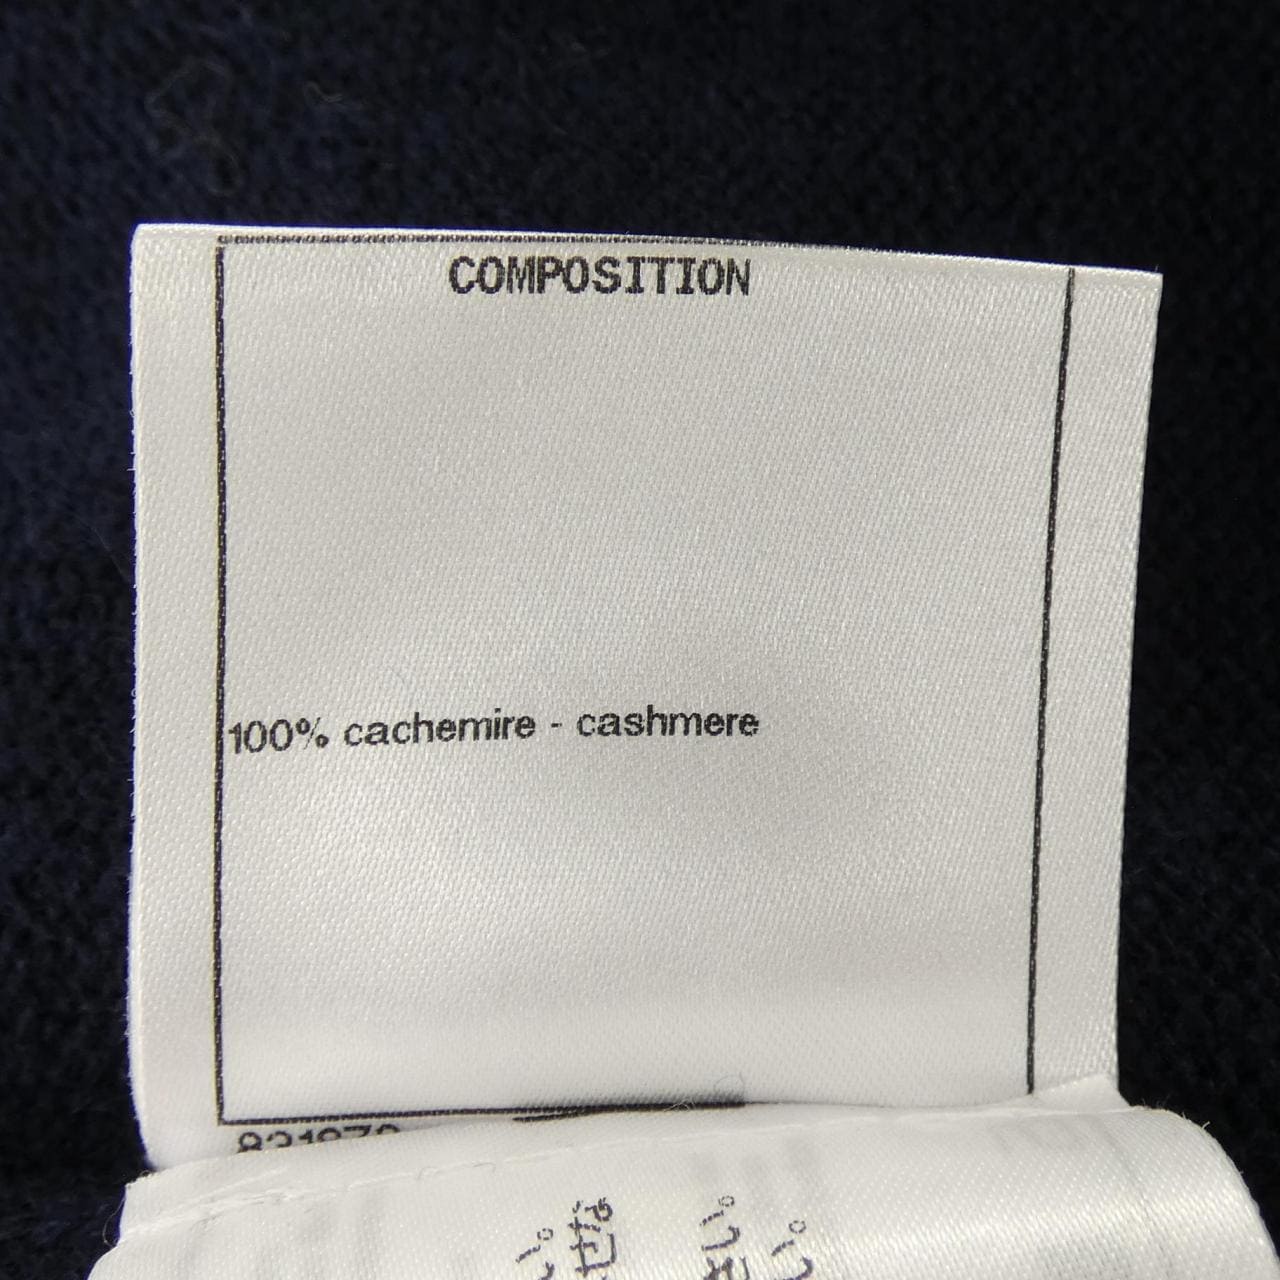 COMPOSITION
100% cachemire - cashmere